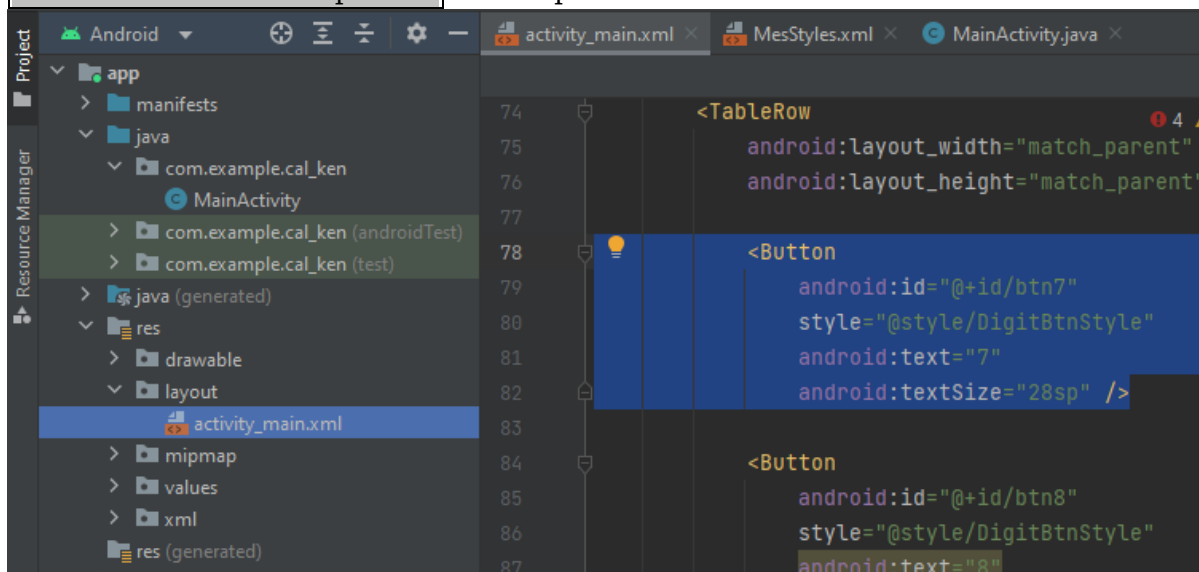 Project
Resource Manager
Android
app
manifests
java
com.example.cal_ken
MainActivity
com.example.cal_ken (androidTest)
com.example.cal_ken (test)
java (generated)
res
drawable
layout
activity_main.xml
mipmap
values
xml
res (generated)
activity_main.xml
MesStyles.xml
MainActivity.java
4
74 <TableRow
75 android:layout_width="match_parent"
76 android:layout_height="match_parent"
77
78 <Button
79 android:id="@+id/btn7"
80 style="@style/DigitBtnStyle"
81 android:text="7"
82 android:textSize="28sp" />
83
84 <Button
85 android:id="@+id/btn8"
86 style="@style/DigitBtnStyle"
87 android:text="8"